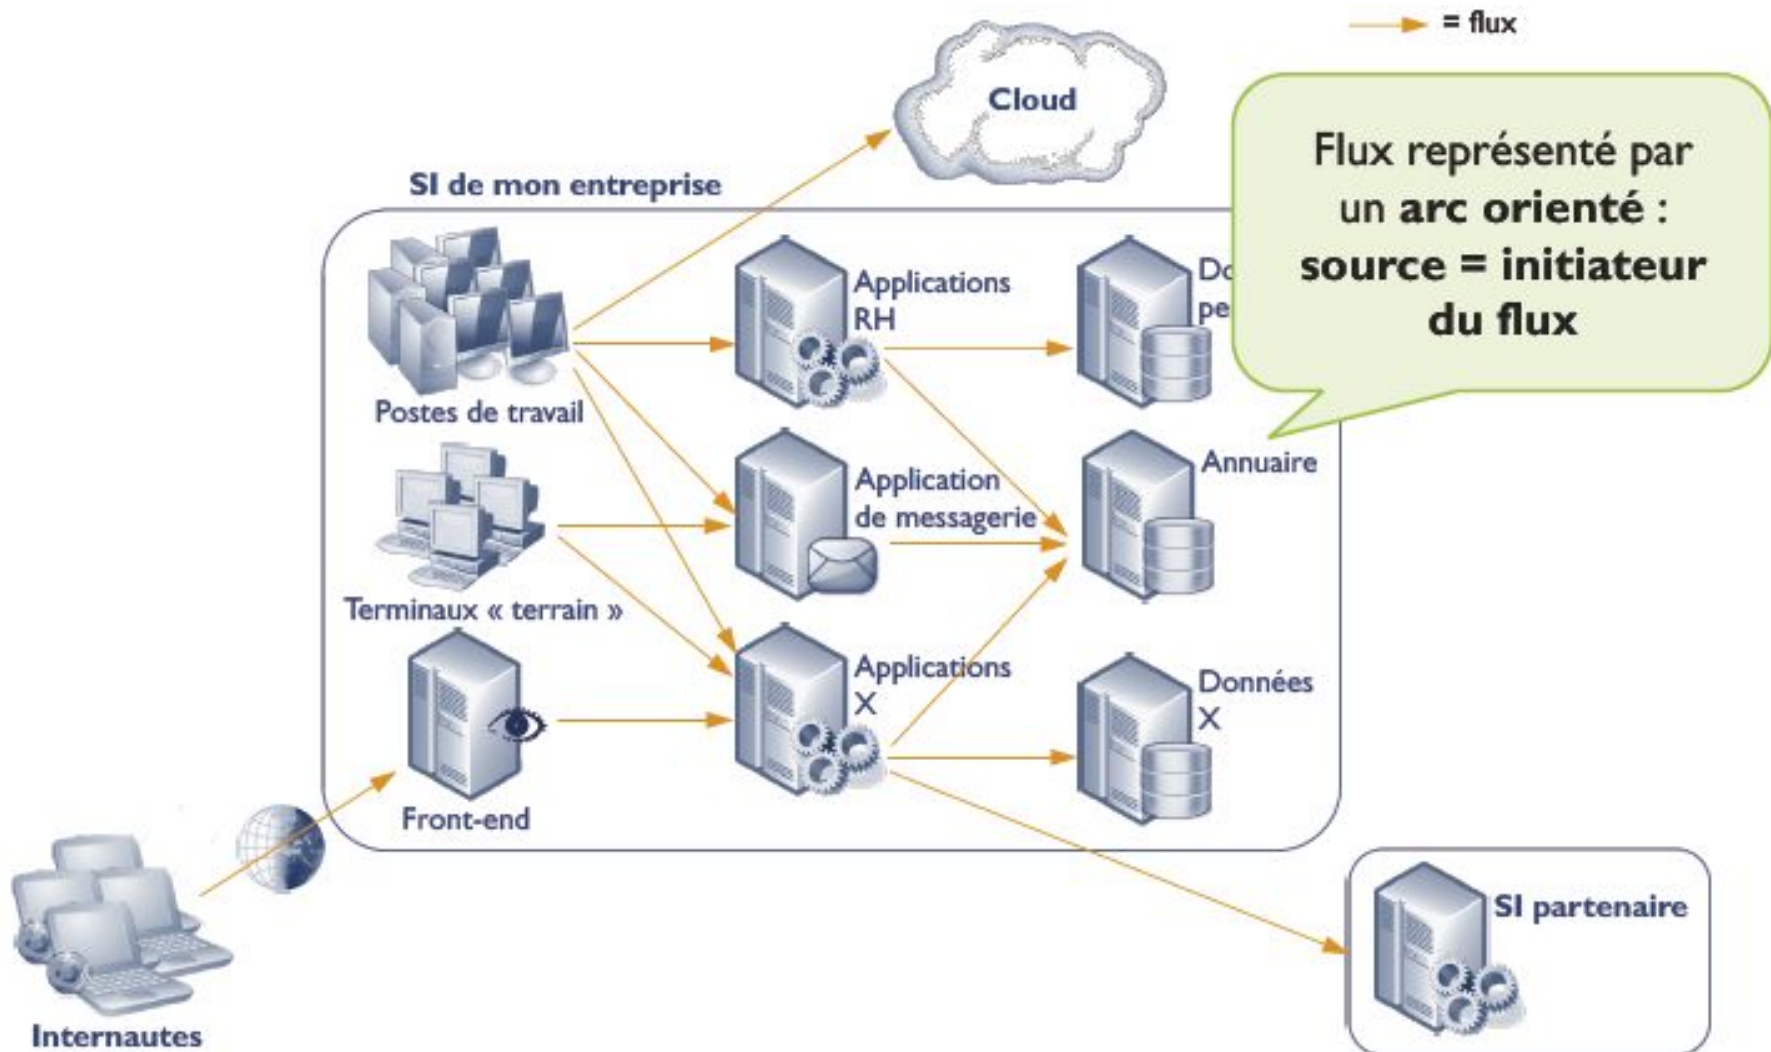 = flux
Cloud
Flux représenté par
un arc orienté :
source = initiateur
du flux
SI de mon entreprise
Applications
RH
Postes de travail
Application
de messagerie
Annuaire
Terminaux « terrain »
Applications
X
Données
X
Front-end
SI partenaire
Internautes